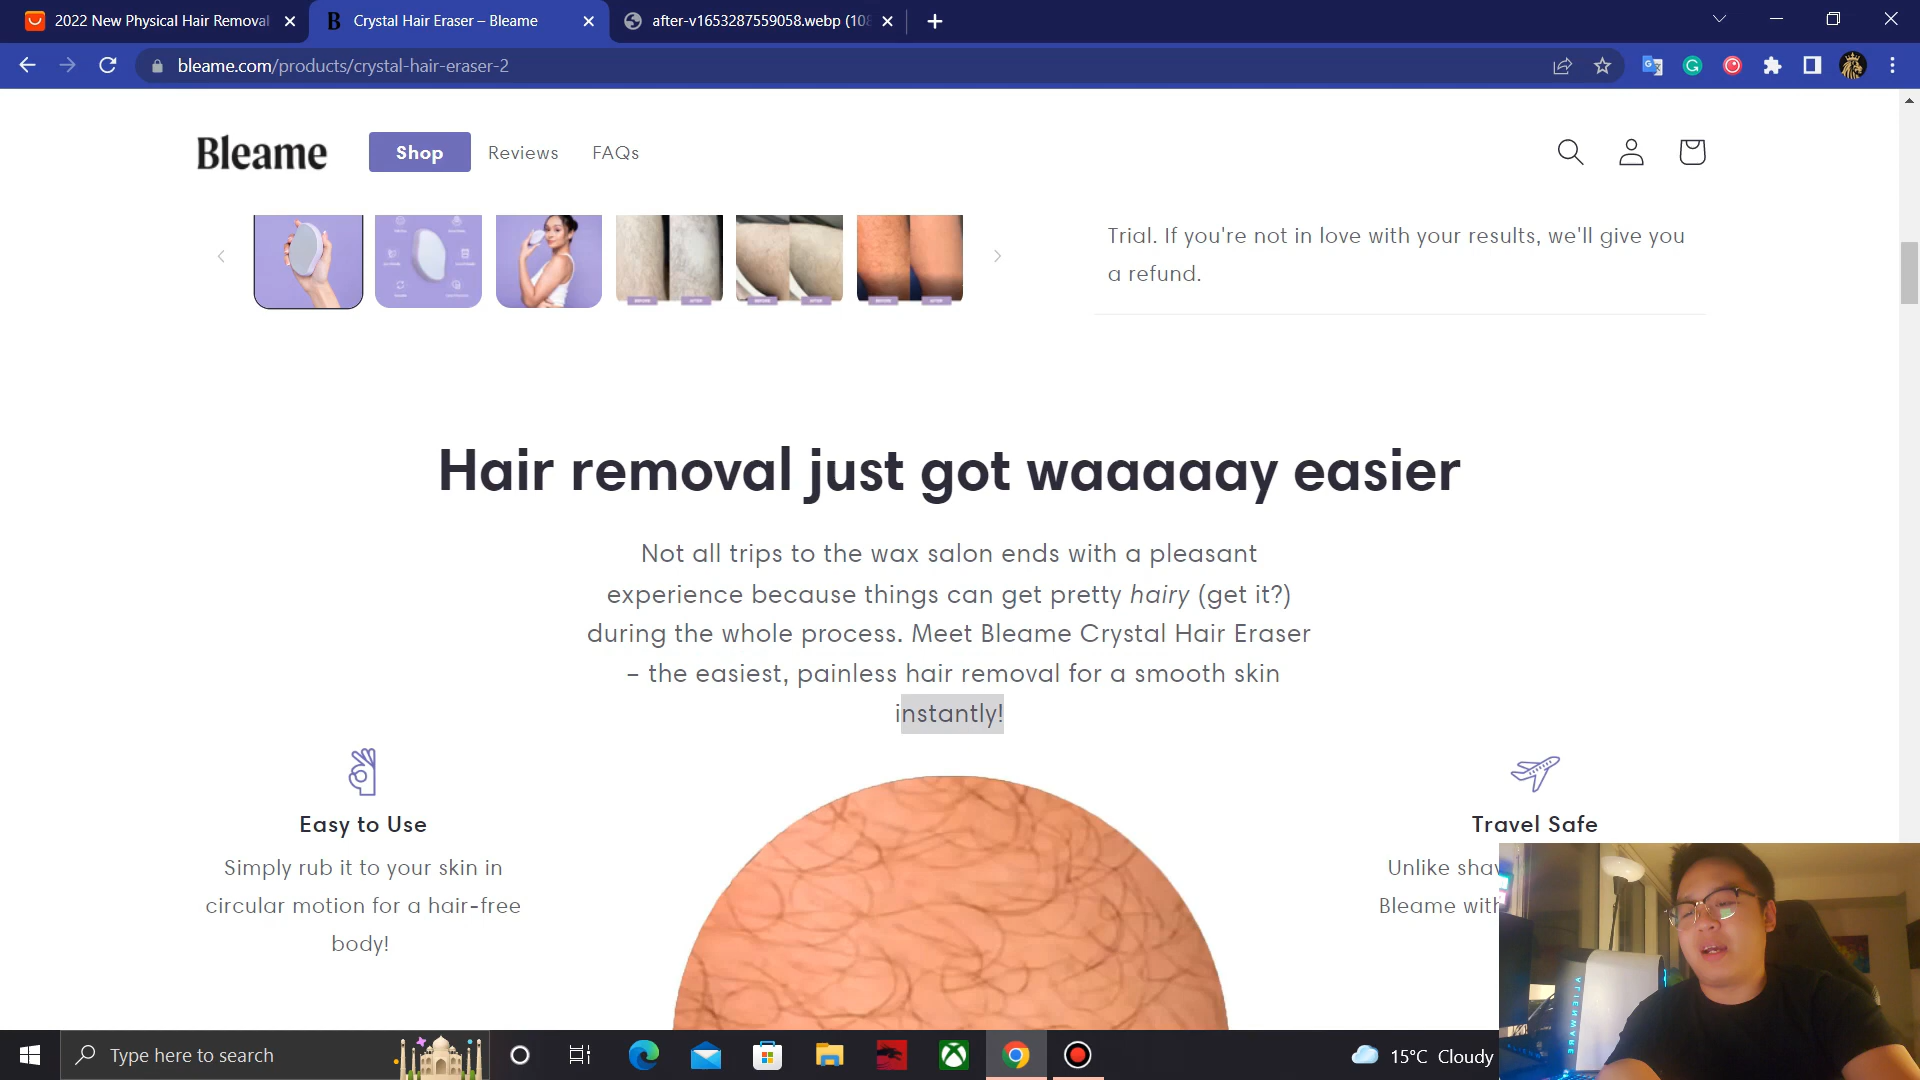 2022 New Physical Hair Removal
Crystal Hair Eraser – Bleame
after-v1653287559058.webp (108
bleame.com/products/crystal-hair-eraser-2
Bleame
Shop
Reviews
FAQs
Trial. If you're not in love with your results, we'll give you
a refund.
Hair removal just got waaaaay easier
Not all trips to the wax salon ends with a pleasant
experience because things can get pretty hairy (get it?)
during the whole process. Meet Bleame Crystal Hair Eraser
– the easiest, painless hair removal for a smooth skin
instantly!
Easy to Use
Simply rub it to your skin in
circular motion for a hair-free
body!
Travel Safe
Unlike shav
Bleame with
ALIENWARE
Type here to search
15°C Cloudy